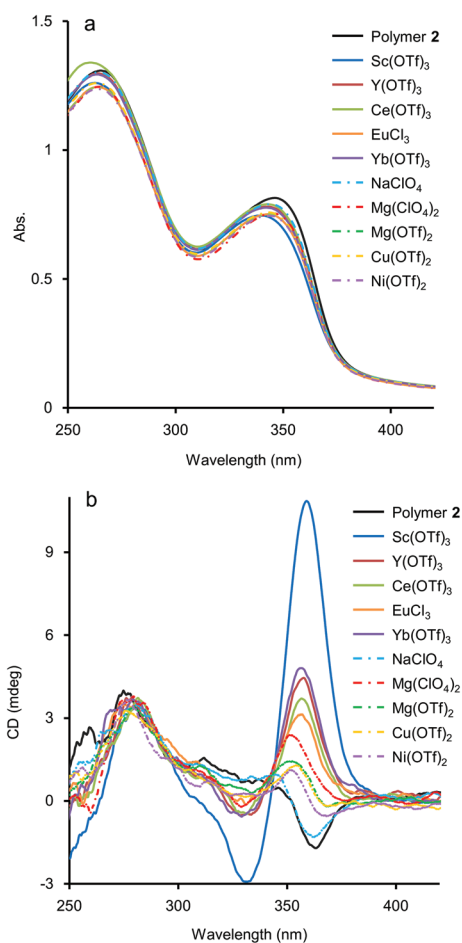 a
1.5
1
0.5
0
Abs.
250
300
350
400
Wavelength (nm)
Polymer 2
Sc(OTf)3
Y(OTf)3
Ce(OTf)3
EuCl3
Yb(OTf)3
NaClO4
Mg(ClO4)2
Mg(OTf)2
Cu(OTf)2
Ni(OTf)2
b
9
6
3
0
-3
CD (mdeg)
250
300
350
400
Wavelength (nm)
Polymer 2
Sc(OTf)3
Y(OTf)3
Ce(OTf)3
EuCl3
Yb(OTf)3
NaClO4
Mg(ClO4)2
Mg(OTf)2
Cu(OTf)2
Ni(OTf)2